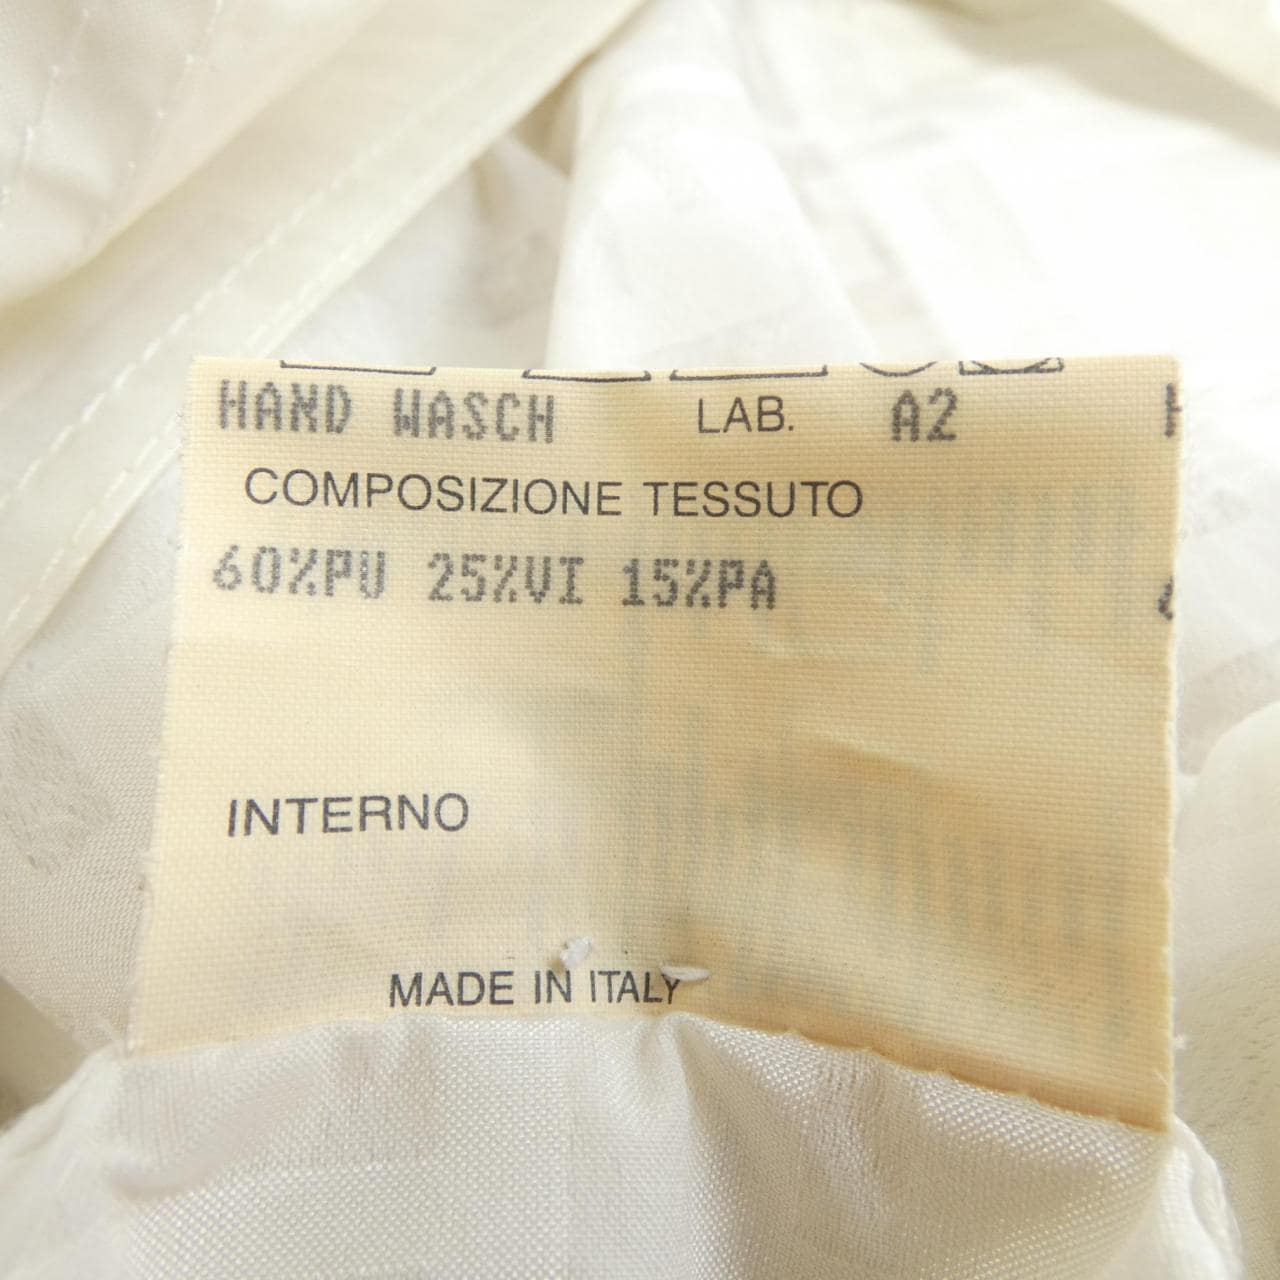 HAND WASCH LAB. A2
COMPOSIZIONE TESSUTO
60%PU 25%VI 15%PA
INTERNO
MADE IN ITALY